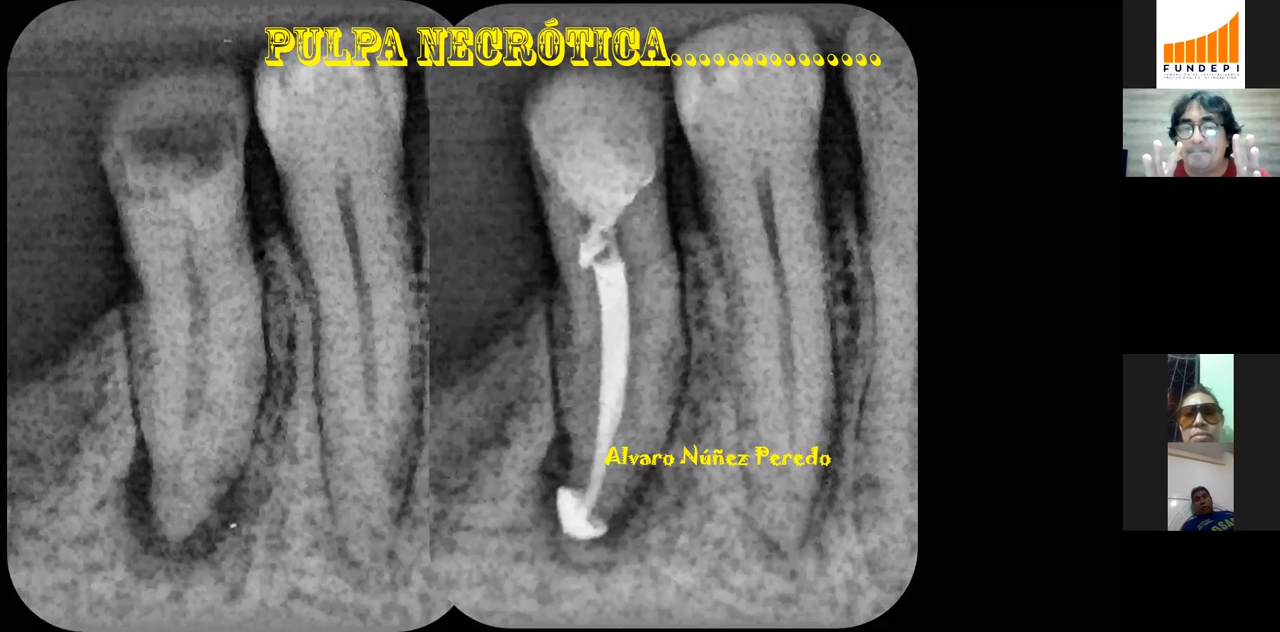 PULPA NECRÓTICA...............
FUNDEPI
Alvaro Núñez Peredo